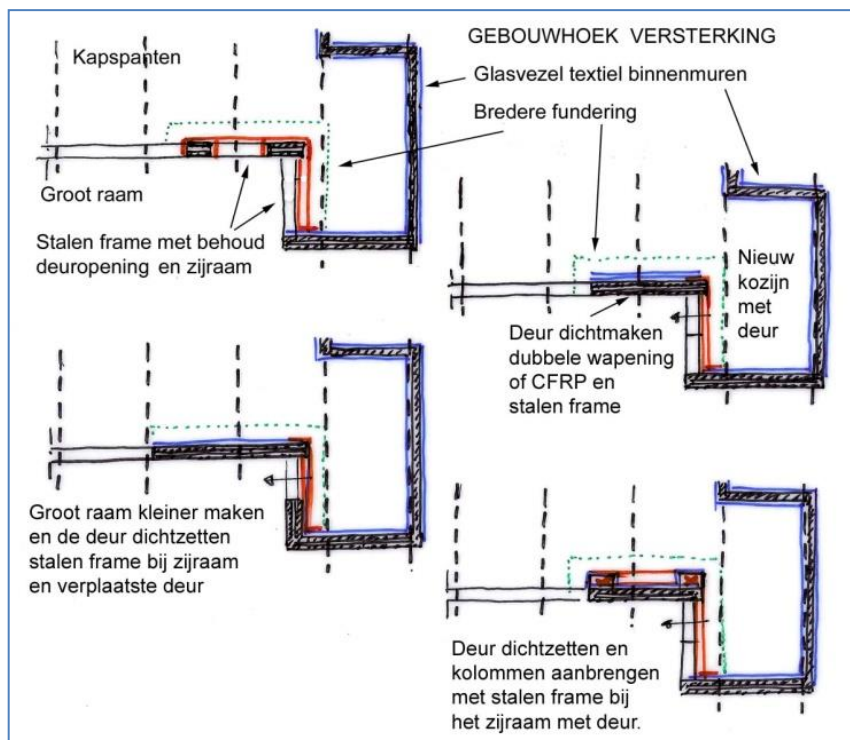 GEBOUWHOEK VERSTERKING
Kapspanten
Glasvezel textiel binnenmuren
Bredere fundering
Groot raam
Stalen frame met behoud
deuropening en zijraam
Nieuw
kozijn
met
deur
Deur dichtmaken
dubbele wapening
of CFRP en
stalen frame
Groot raam kleiner maken
en de deur dichtzetten
stalen frame bij zijraam
en verplaatste deur
Deur dichtzetten en
kolommen aanbrengen
met stalen frame bij
het zijraam met deur.